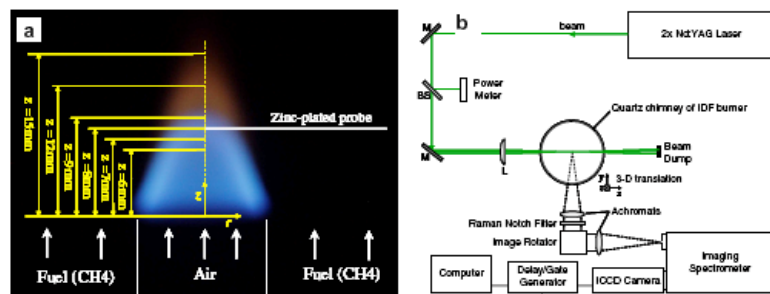 a
z=15mm
z=12mm
z=9mm
z=8mm
z=7mm
z=6mm
Zinc-plated probe
z
r
Fuel (CH4)
Air
Fuel (CH4)
b
M
beam
2x Nd:YAG Laser
BS
Power
Meter
Quartz chimney of IDF burner
M
L
Beam
Dump
y
3-D translation
x
Raman Notch Filter
Achromats
Image Rotator
Computer
Delay/Gate
Generator
ICCD Camera
Imaging
Spectrometer